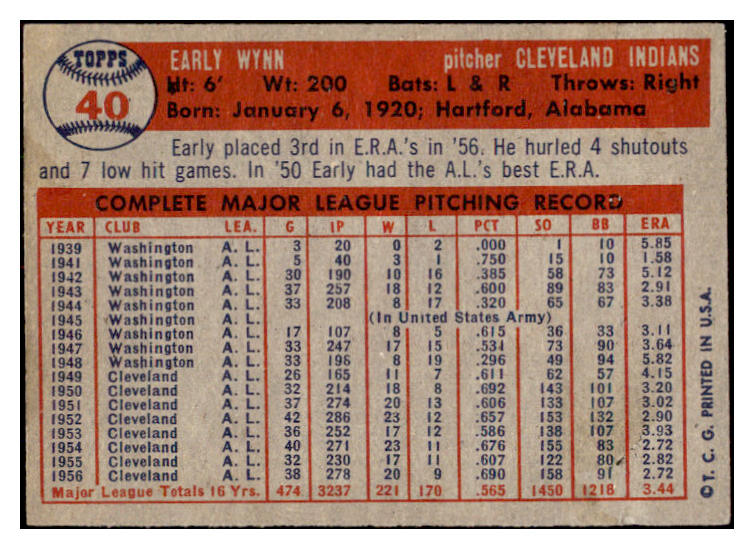 TOPPS
40
EARLY WYNN pitcher CLEVELAND INDIANS
Ht: 6' Wt: 200 Bats: L & R Throws: Right
Born: January 6, 1920; Hartford, Alabama
Early placed 3rd in E.R.A.'s in '56. He hurled 4 shutouts
and 7 low hit games. In '50 Early had the A.L.'s best E.R.A.
COMPLETE MAJOR LEAGUE PITCHING RECORD
YEAR CLUB LEA. G IP W L PCT SO BB ERA
1939 Washington A. L. 3 20 0 2 .000 1 10 5.85
1941 Washington A. L. 5 40 3 1 .750 15 10 1.58
1942 Washington A. L. 30 190 10 16 .385 58 73 5.12
1943 Washington A. L. 37 257 18 12 .600 89 83 2.91
1944 Washington A. L. 33 208 8 17 .320 65 67 3.38
1945 Washington A. L. (In United States Army)
1946 Washington A. L. 17 107 8 5 .615 36 33 3.11
1947 Washington A. L. 33 247 17 15 .531 73 90 3.64
1948 Washington A. L. 33 198 8 19 .296 49 94 5.82
1949 Cleveland A. L. 26 165 11 7 .611 62 57 4.15
1950 Cleveland A. L. 32 214 18 8 .692 143 101 3.20
1951 Cleveland A. L. 37 274 20 13 .606 133 107 3.02
1952 Cleveland A. L. 42 286 23 12 .657 153 132 2.90
1953 Cleveland A. L. 36 252 17 12 .586 138 107 3.93
1954 Cleveland A. L. 40 271 23 11 .676 155 83 2.72
1955 Cleveland A. L. 32 230 17 11 .607 122 80 2.82
1956 Cleveland A. L. 38 278 20 9 .690 158 91 2.72
Major League Totals 16 Yrs. 474 3237 221 170 .565 1450 1218 3.44
©T. C. G. PRINTED IN U.S.A.